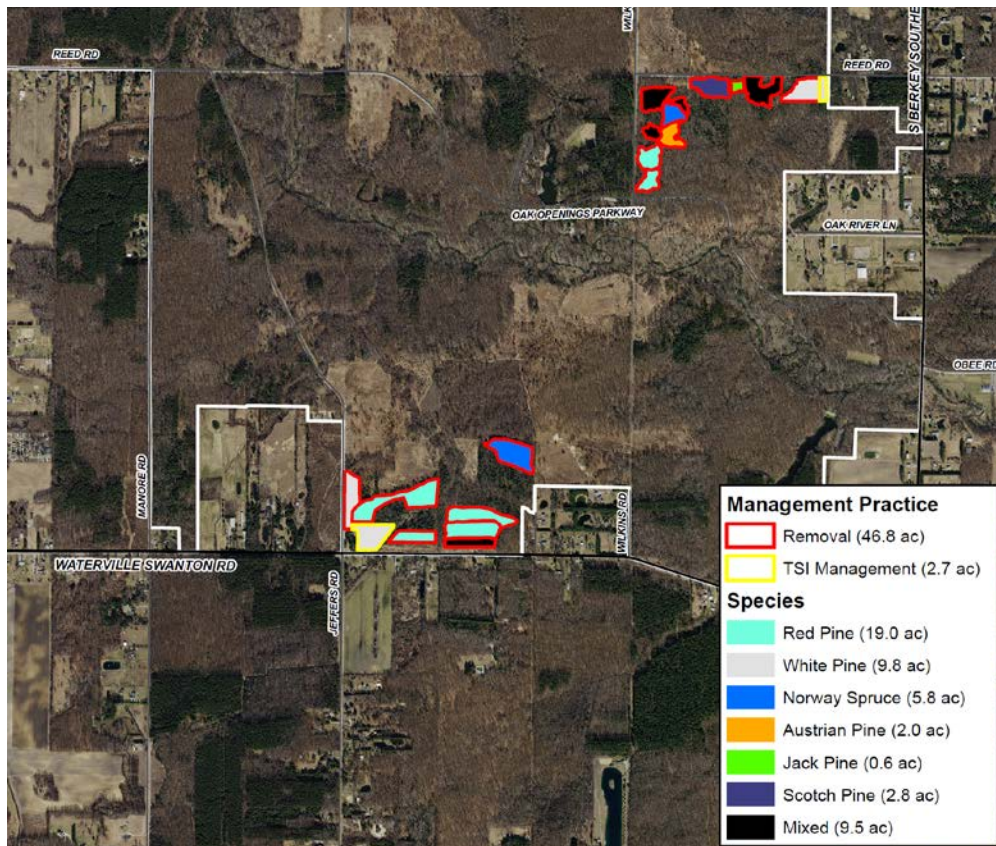 WILK
REED RD
REED RD
S BERKEY SOUTHE
OAK OPENINGS PARKWAY
OAK RIVER LN
OBEE RD
MANORE RD
WILKINS RD
WATERVILLE SWANTON RD
JEFFERS RD
Management Practice
Removal (46.8 ac)
TSI Management (2.7 ac)
Species
Red Pine (19.0 ac)
White Pine (9.8 ac)
Norway Spruce (5.8 ac)
Austrian Pine (2.0 ac)
Jack Pine (0.6 ac)
Scotch Pine (2.8 ac)
Mixed (9.5 ac)